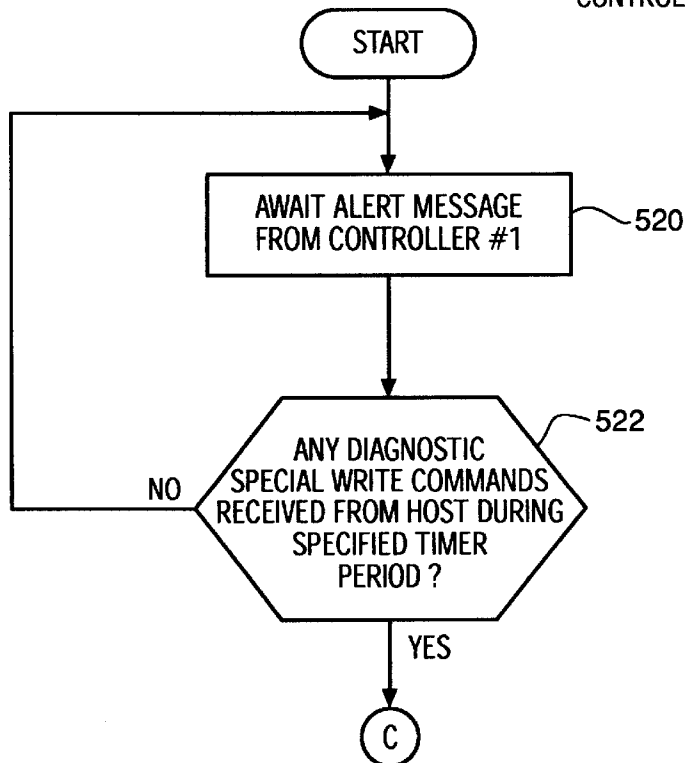 START
AWAIT ALERT MESSAGE
FROM CONTROLLER #1
520
522
ANY DIAGNOSTIC
SPECIAL WRITE COMMANDS
RECEIVED FROM HOST DURING
SPECIFIED TIMER
PERIOD ?
NO
YES
C